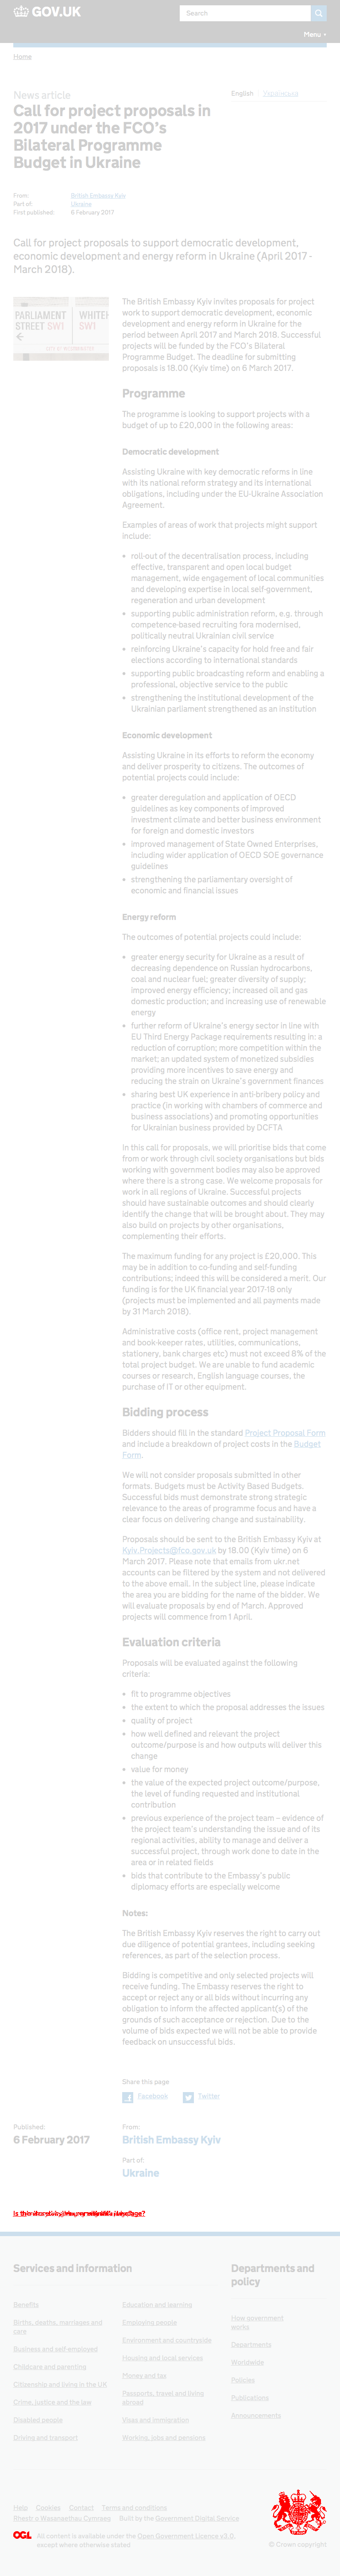 GOV.UK
Search
Menu
Home
News article
English
Українська
Call for project proposals in
2017 under the FCO's
Bilateral Programme
Budget in Ukraine
From: British Embassy Kyiv
Part of: Ukraine
First published: 6 February 2017
Call for project proposals to support democratic development,
economic development and energy reform in Ukraine (April 2017 -
March 2018).
PARLIAMENT
STREET SW1
SW1
The British Embassy Kyiv invites proposals for project
work to support democratic development, economic
development and energy reform in Ukraine for the
period between April 2017 and March 2018. Successful
projects will be funded by the FCO's Bilateral
Programme Budget. The deadline for submitting
proposals is 18.00 (Kyiv time) on 6 March 2017.
Programme
The programme is looking to support projects with a
budget of up to £20,000 in the following areas:
Democratic development
Assisting Ukraine with key democratic reforms in line
with its national reform strategy and its international
obligations, including under the EU-Ukraine Association
Agreement.
Examples of areas of work that projects might support
include:
• roll-out of the decentralisation process, including
effective, transparent and open local budget
management, wide engagement of local communities
and developing expertise in local self-government,
regeneration and urban development
• supporting public administration reform, e.g. through
competence-based recruiting fora modernised,
politically neutral Ukrainian civil service
• reinforcing Ukraine's capacity for hold free and fair
elections according to international standards
• supporting public broadcasting reform and enabling a
professional, objective service to the public
• strengthening the institutional development of the
Ukrainian parliament strengthened as an institution
Economic development
Assisting Ukraine in its efforts to reform the economy
and deliver prosperity to citizens. The outcomes of
potential projects could include:
• greater deregulation and application of OECD
guidelines as key components of improved
investment climate and better business environment
for foreign and domestic investors
• improved management of State Owned Enterprises,
including wider application of OECD SOE governance
guidelines
• strengthening the parliamentary oversight of
economic and financial issues
Energy reform
The outcomes of potential projects could include:
• greater energy security for Ukraine as a result of
decreasing dependence on Russian hydrocarbons,
coal and nuclear fuel; greater diversity of supply;
improved energy efficiency; increased oil and gas
domestic production; and increasing use of renewable
energy
• further reform of Ukraine's energy sector in line with
EU Third Energy Package requirements resulting in: a
reduction of corruption; more competition within the
market; an updated system of monetized subsidies
providing more incentives to save energy and
reducing the strain on Ukraine's government finances
• sharing best UK experience in anti-bribery policy and
practice (in working with chambers of commerce and
business associations) and promoting opportunities
for Ukrainian business provided by DCFTA
In this call for proposals, we will prioritise bids that come
from or work through civil society organisations but bids
working with government bodies may also be approved
where there is a strong case. We welcome proposals for
work in all regions of Ukraine. Successful projects
should have sustainable outcomes and should clearly
identify the change that will be brought about. They may
also build on projects by other organisations,
complementing their efforts.
The maximum funding for any project is £20,000. This
may be in addition to co-funding and self-funding
contributions; indeed this will be considered a merit. Our
funding is for the UK financial year 2017-18 only
(projects must be implemented and all payments made
by 31 March 2018).
Administrative costs (office rent, project management
and book-keeper rates, utilities, communications,
stationery, bank charges etc) must not exceed 8% of the
total project budget. We are unable to fund academic
courses or research, English language courses, the
purchase of IT or other equipment.
Bidding process
Bidders should fill in the standard Project Proposal Form
and include a breakdown of project costs in the Budget
Form.
We will not consider proposals submitted in other
formats. Budgets must be Activity Based Budgets.
Successful bids must demonstrate strong strategic
relevance to the areas of programme focus and have a
clear focus on delivering change and sustainability.
Proposals should be sent to the British Embassy Kyiv at
Kyiv.Projects@fco.gov.uk by 18.00 (Kyiv time) on 6
March 2017. Please note that emails from ukr.net
accounts can be filtered by the system and not delivered
to the above email. In the subject line, please indicate
the area you are bidding for the name of the bidder. We
will evaluate proposals by end of March. Approved
projects will commence from 1 April.
Evaluation criteria
Proposals will be evaluated against the following
criteria:
• fit to programme objectives
• the extent to which the proposal addresses the issues
• quality of project
• how well defined and relevant the project
outcome/purpose is and how outputs will deliver this
change
• value for money
• the value of the expected project outcome/purpose,
the level of funding requested and institutional
contribution
• previous experience of the project team – evidence of
project team's understanding the issue and of its
regional activities, ability to manage and deliver a
successful project, through work done to date in the
area or in related fields
• bids that contribute to the Embassy's public
diplomacy efforts are especially welcome
Notes:
The British Embassy Kyiv reserves the right to carry out
due diligence of potential grantees, including seeking
references, as part of the selection process.
Bidding is competitive and only selected projects will
receive funding. The Embassy reserves the right to
accept or reject any or all bids without incurring any
obligation to inform the affected applicant(s) of the
grounds of such acceptance or rejection. Due to the
volume of bids expected we will not be able to provide
feedback on unsuccessful bids.
Share this page
Facebook
Twitter
Published:
6 February 2017
From:
British Embassy Kyiv
Part of:
Ukraine
Services and information
Benefits
Births, deaths, marriages and
care
Business and self-employed
Childcare and parenting
Citizenship and living in the UK
Crime, justice and the law
Disabled people
Driving and transport
Education and learning
Employing people
Environment and countryside
Housing and local services
Money and tax
Passports, travel and living
abroad
Visas and immigration
Working, jobs and pensions
Departments and
policy
How government
works
Departments
Worldwide
Policies
Publications
Announcements
Help Cookies Contact Terms and conditions
Rhestr o Wasanaethau Cymraeg Built by the Government Digital Service
OGL All content is available under the Open Government Licence v3.0,
except where otherwise stated
© Crown copyright